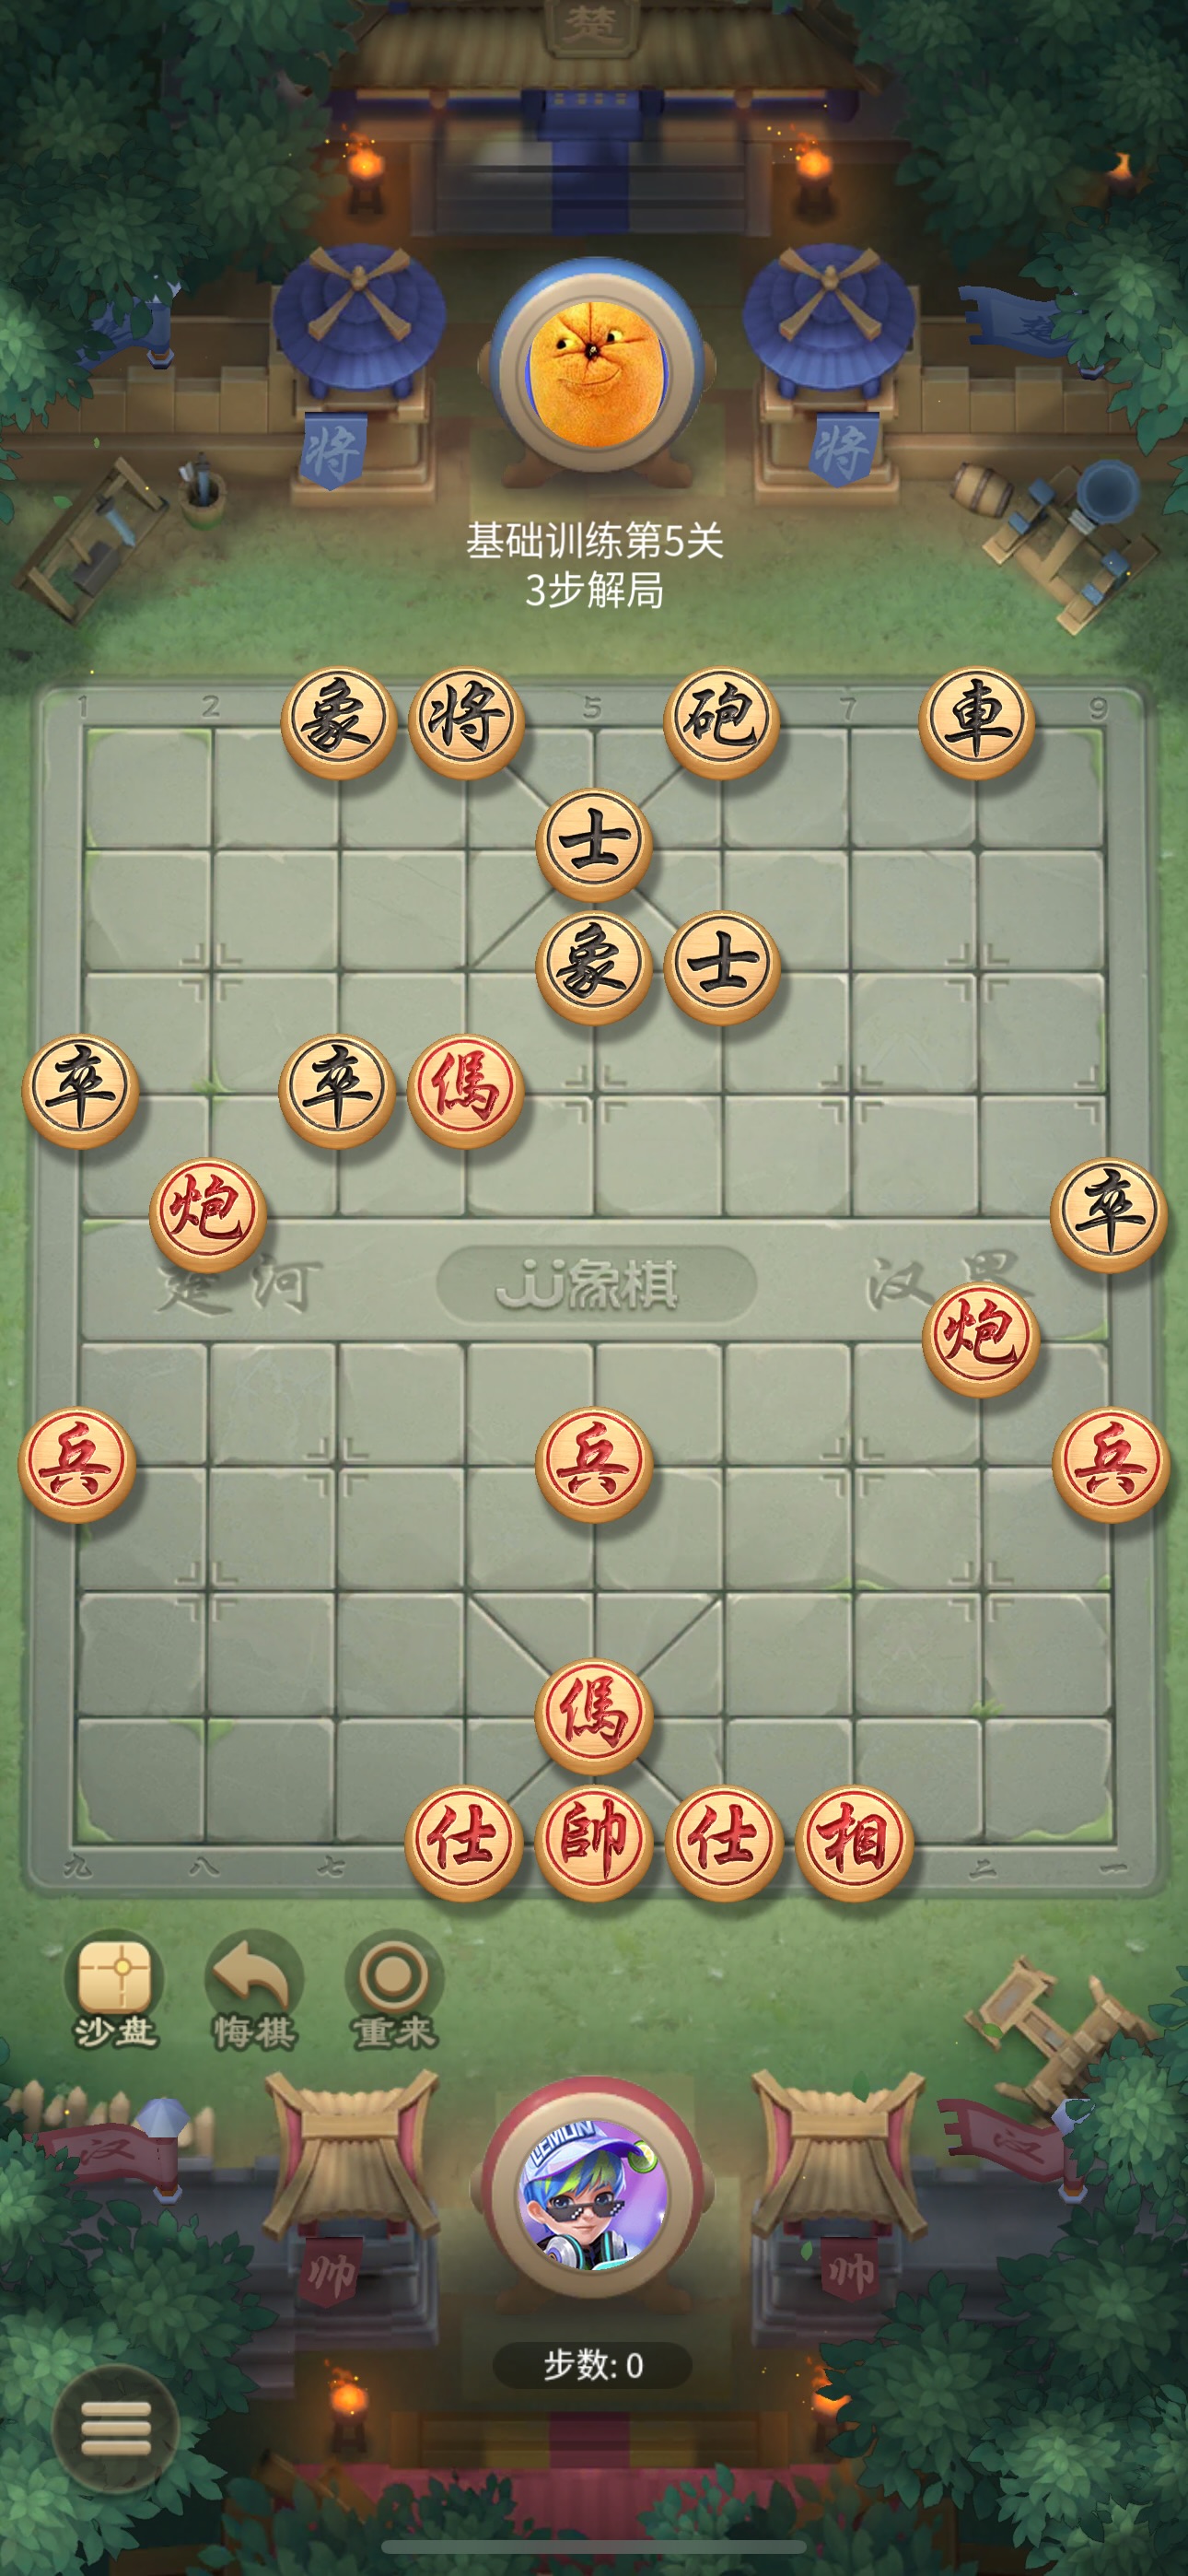 楚
将 将
基础训练第5关
3步解局
1 2 5 7 9
象 将 砲 車
士
象 士
卒 卒 傌
炮 卒
楚河 JJ象棋 汉界
炮
兵 兵 兵
傌
仕 帥 仕 相
九 八 七 二 一
沙盘 悔棋 重来
汉 汉
LEMON
帅 帅
步数: 0